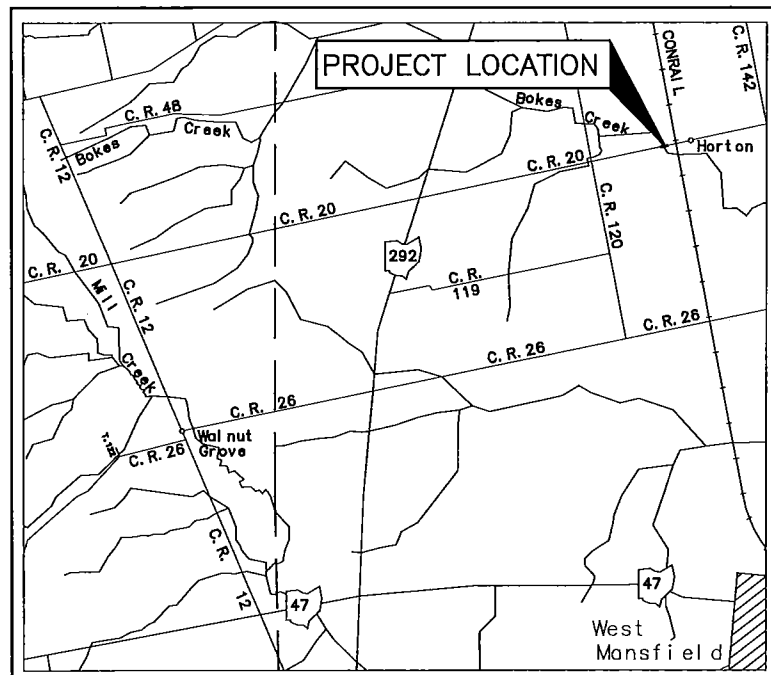 PROJECT LOCATION
CONRAIL
C. R. 142
C. R. 48
Bokes
Creek
Bokes
Creek
C. R. 12
Horton
C. R. 20
C. R. 20
C. R. 120
292
C. R. 20
C. R.
119
Mill
C. R. 12
Creek
C. R. 26
C. R. 26
C. R. 26
Walnut
Grove
C. R. 26
C. R. 12
47
47
West
Mansfield